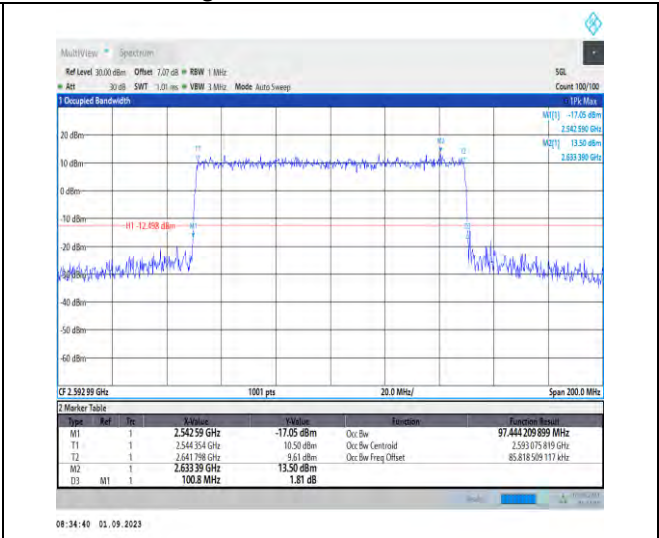 MultiView Spectrum
Ref Level 30.00 dBm Offset 7.07 dB RBW 1 MHz SGL
Att 30 dB SWT 1.01 ms VBW 3 MHz Mode Auto Sweep Count 100/100
1 Occupied Bandwidth 1Pk Max
M1[1] -17.05 dBm
2.542 590 GHz
M2[1] 13.50 dBm
2.633 390 GHz
20 dBm
10 dBm
0 dBm
-10 dBm
H1 -12.498 dBm
-20 dBm
-30 dBm
-40 dBm
-50 dBm
-60 dBm
T1
M2
T2
M1
D3
CF 2.592 99 GHz 1001 pts 20.0 MHz/ Span 200.0 MHz
2 Marker Table
Type Ref Trc X-Value Y-Value Function Function Result
M1 1 2.542 59 GHz -17.05 dBm Occ Bw 97.444 209 899 MHz
T1 1 2.544 354 GHz 10.50 dBm Occ Bw Centroid 2.593 075 819 GHz
T2 1 2.641 798 GHz 9.61 dBm Occ Bw Freq Offset 85.818 509 117 kHz
M2 1 2.633 39 GHz 13.50 dBm
D3 M1 1 100.8 MHz 1.81 dB
08:34:40 01.09.2023